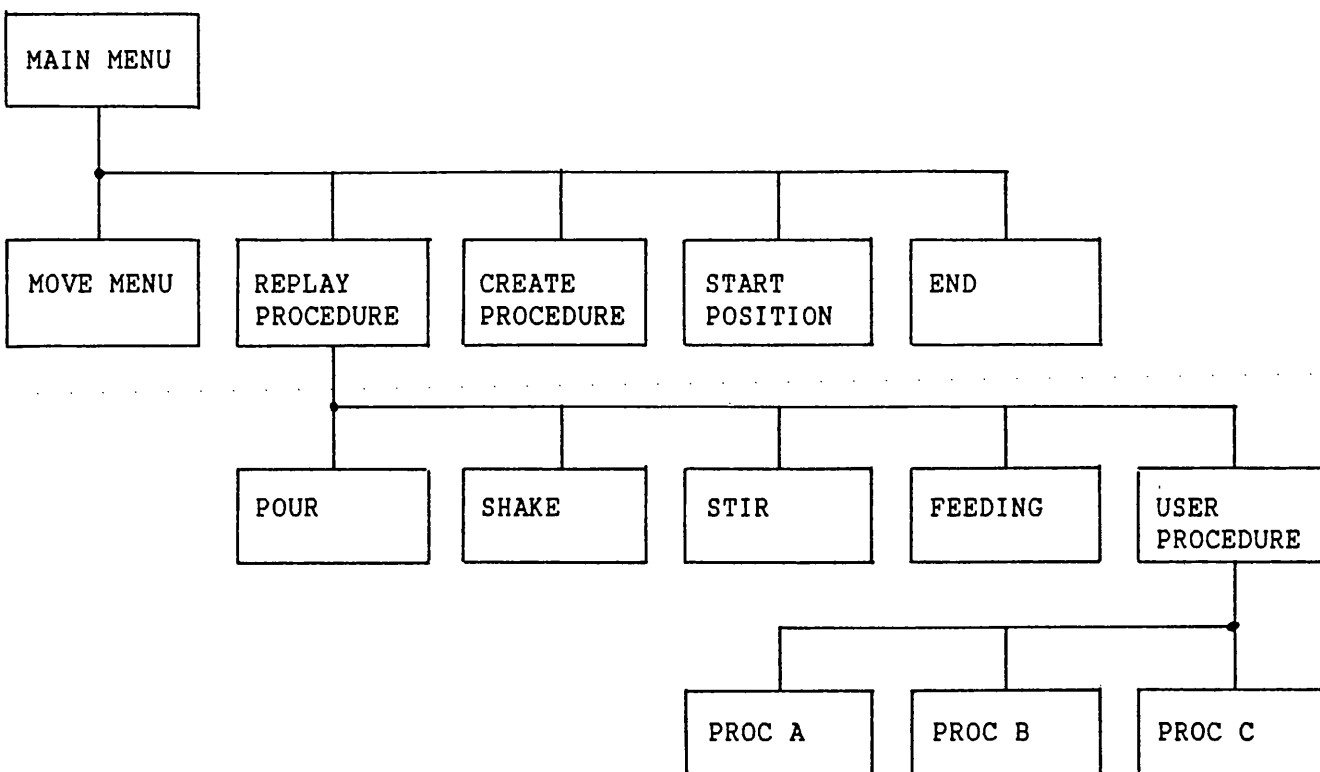 MAIN MENU
MOVE MENU
REPLAY
PROCEDURE
CREATE
PROCEDURE
START
POSITION
END
POUR
SHAKE
STIR
FEEDING
USER
PROCEDURE
PROC A
PROC B
PROC C